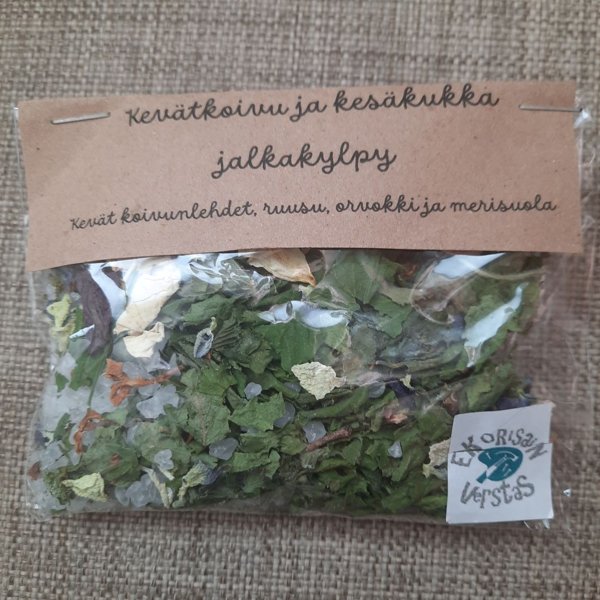 Kevätkoivu ja kesäkukka
jalkakylpy
Kevät koivunlehdet, ruusu, orvokki ja merisuola
EKORISAN
Verstas